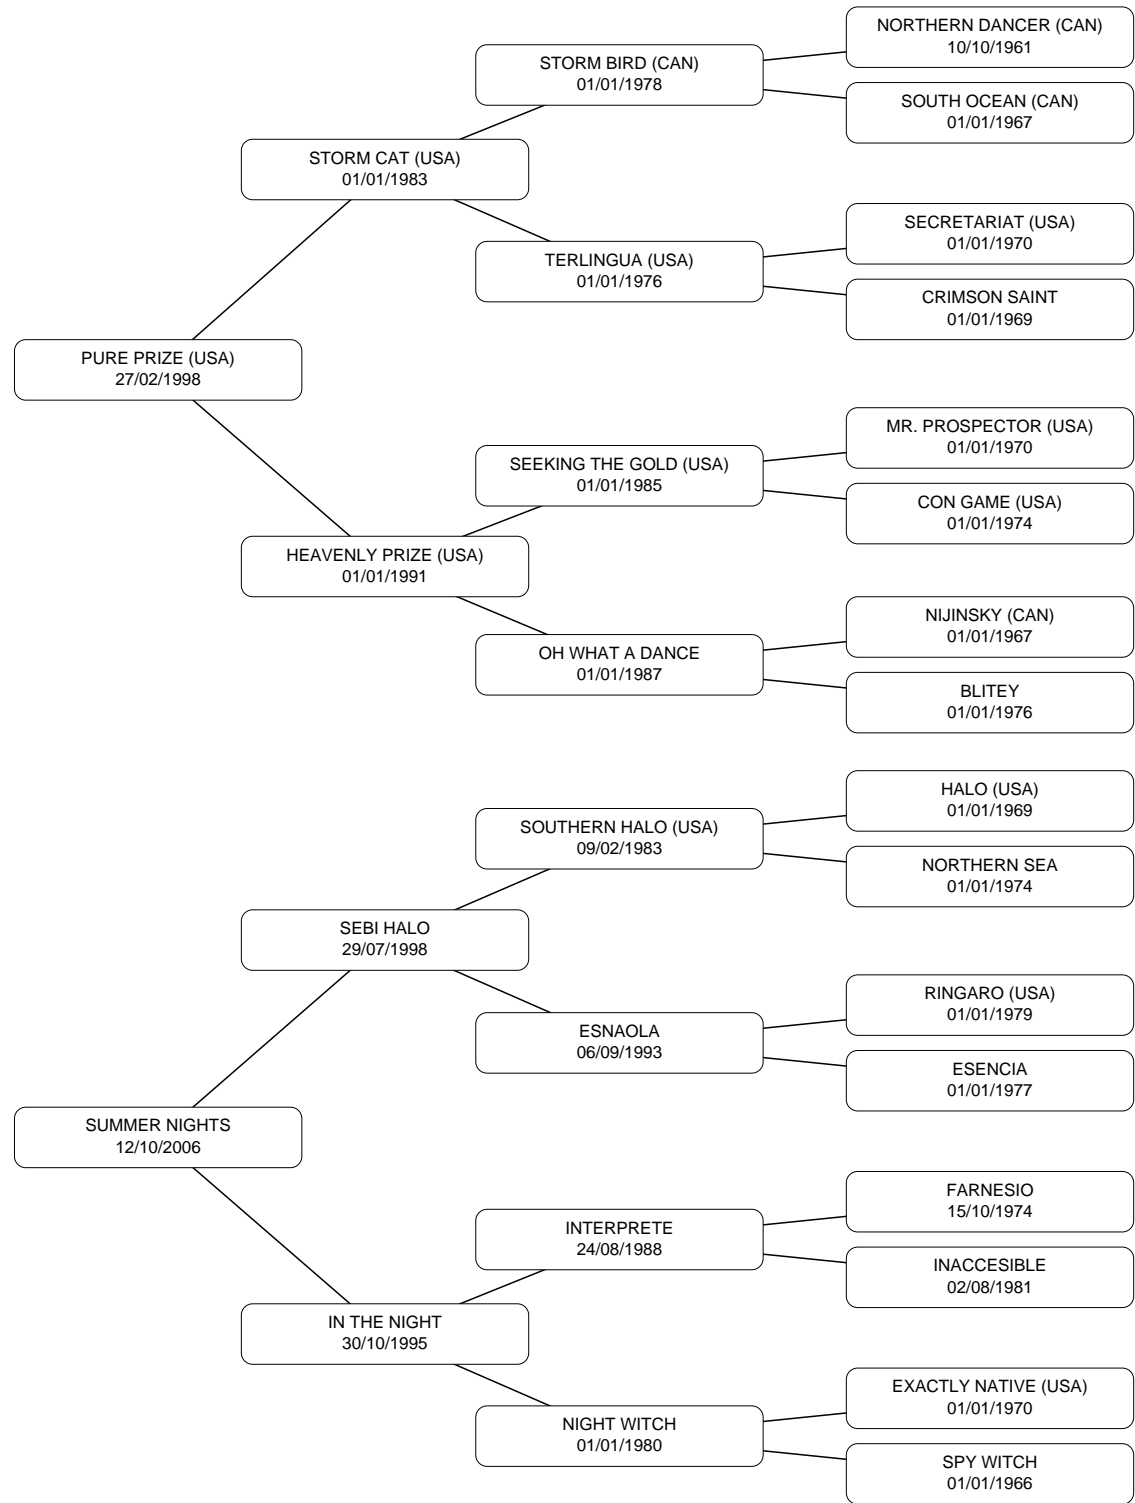 NORTHERN DANCER (CAN)
10/10/1961
STORM BIRD (CAN)
01/01/1978
SOUTH OCEAN (CAN)
01/01/1967
STORM CAT (USA)
01/01/1983
SECRETARIAT (USA)
01/01/1970
TERLINGUA (USA)
01/01/1976
CRIMSON SAINT
01/01/1969
PURE PRIZE (USA)
27/02/1998
MR. PROSPECTOR (USA)
01/01/1970
SEEKING THE GOLD (USA)
01/01/1985
CON GAME (USA)
01/01/1974
HEAVENLY PRIZE (USA)
01/01/1991
NIJINSKY (CAN)
01/01/1967
OH WHAT A DANCE
01/01/1987
BLITEY
01/01/1976
HALO (USA)
01/01/1969
SOUTHERN HALO (USA)
09/02/1983
NORTHERN SEA
01/01/1974
SEBI HALO
29/07/1998
RINGARO (USA)
01/01/1979
ESNAOLA
06/09/1993
ESENCIA
01/01/1977
SUMMER NIGHTS
12/10/2006
FARNESIO
15/10/1974
INTERPRETE
24/08/1988
INACCESIBLE
02/08/1981
IN THE NIGHT
30/10/1995
EXACTLY NATIVE (USA)
01/01/1970
NIGHT WITCH
01/01/1980
SPY WITCH
01/01/1966